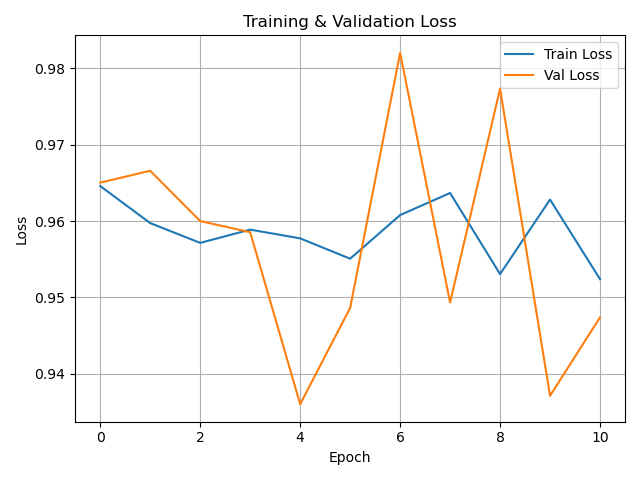 Training & Validation Loss
Train Loss
Val Loss
Loss
0.98
0.97
0.96
0.95
0.94
0 2 4 6 8 10
Epoch